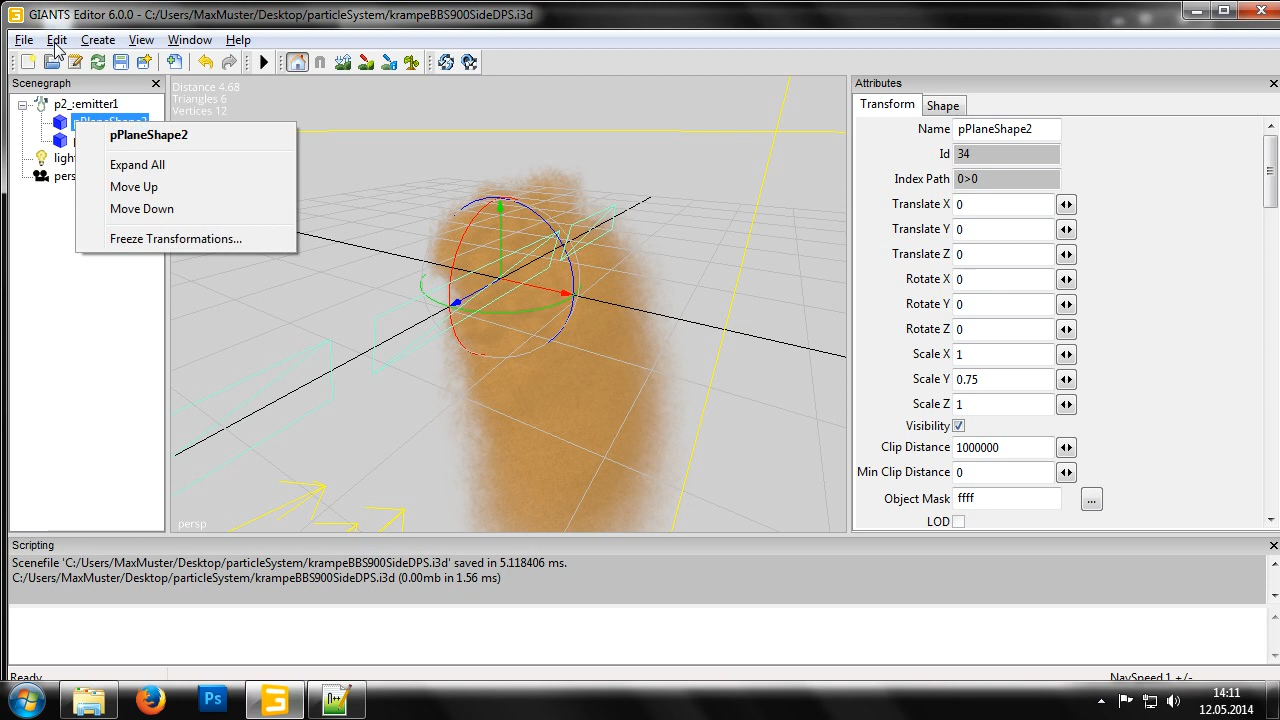 GIANTS Editor 6.0.0 - C:/Users/MaxMuster/Desktop/particleSystem/krampeBBS900SideDPS.i3d
File Edit Create View Window Help
Scenegraph
p2_:emitter1
pPlaneShape2
pPlaneShape2
Expand All
Move Up
Move Down
Freeze Transformations...
Distance 4.68
Triangles 6
Vertices 12
persp
Attributes
Transform Shape
Name pPlaneShape2
Id 34
Index Path 0>0
Translate X 0
Translate Y 0
Translate Z 0
Rotate X 0
Rotate Y 0
Rotate Z 0
Scale X 1
Scale Y 0.75
Scale Z 1
Visibility
Clip Distance 1000000
Min Clip Distance 0
Object Mask ffff ...
LOD
Scripting
Scenefile 'C:/Users/MaxMuster/Desktop/particleSystem/krampeBBS900SideDPS.i3d' saved in 5.118406 ms.
C:/Users/MaxMuster/Desktop/particleSystem/krampeBBS900SideDPS.i3d (0.00mb in 1.56 ms)
Ready NavSpeed 1 +/-
Ps
14:11
12.05.2014